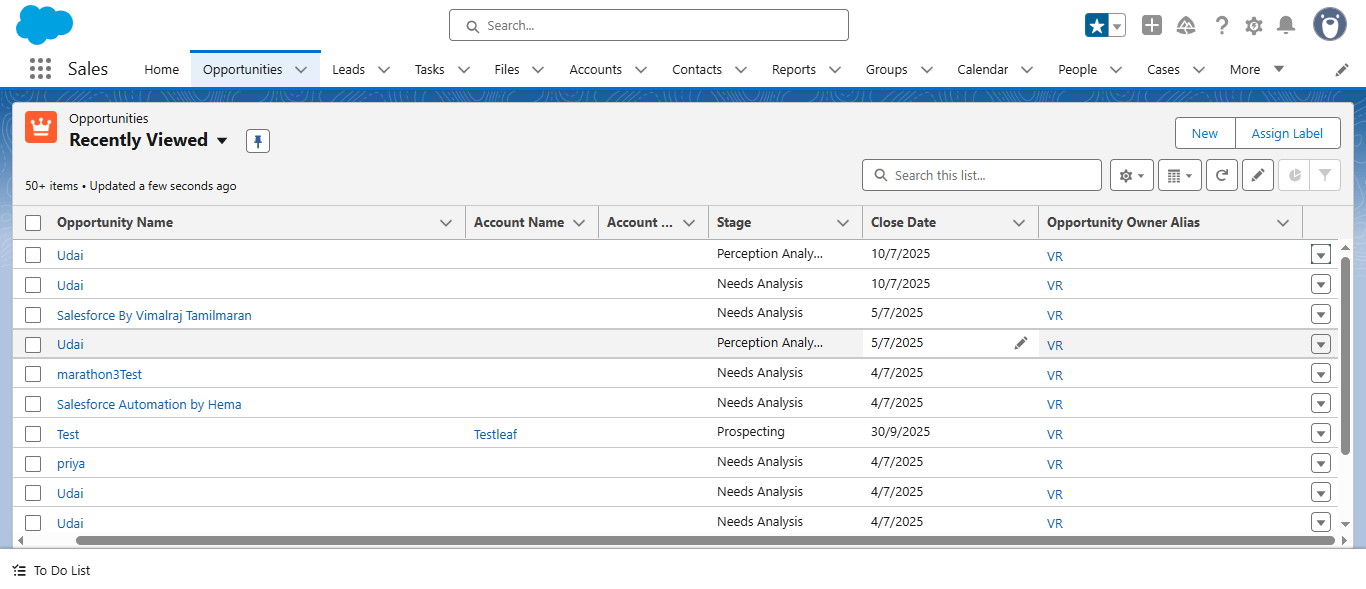 Search...
Sales Home Opportunities Leads Tasks Files Accounts Contacts Reports Groups Calendar People Cases More
Opportunities
Recently Viewed
New Assign Label
50+ items • Updated a few seconds ago
Search this list...
Opportunity Name Account Name Account ... Stage Close Date Opportunity Owner Alias
Udai Perception Analy... 10/7/2025 VR
Udai Needs Analysis 10/7/2025 VR
Salesforce By Vimalraj Tamilmaran Needs Analysis 5/7/2025 VR
Udai Perception Analy... 5/7/2025 VR
marathon3Test Needs Analysis 4/7/2025 VR
Salesforce Automation by Hema Needs Analysis 4/7/2025 VR
Test Testleaf Prospecting 30/9/2025 VR
priya Needs Analysis 4/7/2025 VR
Udai Needs Analysis 4/7/2025 VR
Udai Needs Analysis 4/7/2025 VR
To Do List